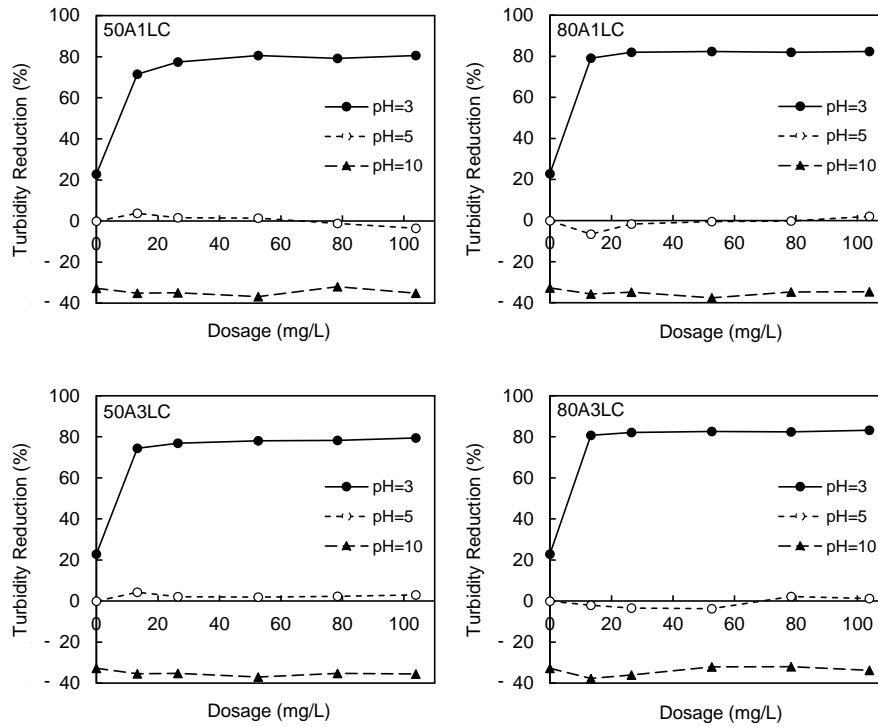 50A1LC
Turbidity Reduction (%)
100
80
60
40
20
0
- 20
- 40
0 20 40 60 80 100
Dosage (mg/L)
pH=3
pH=5
pH=10
80A1LC
Turbidity Reduction (%)
100
80
60
40
20
0
- 20
- 40
0 20 40 60 80 100
Dosage (mg/L)
pH=3
pH=5
pH=10
50A3LC
Turbidity Reduction (%)
100
80
60
40
20
0
- 20
- 40
0 20 40 60 80 100
Dosage (mg/L)
pH=3
pH=5
pH=10
80A3LC
Turbidity Reduction (%)
100
80
60
40
20
0
- 20
- 40
0 20 40 60 80 100
Dosage (mg/L)
pH=3
pH=5
pH=10